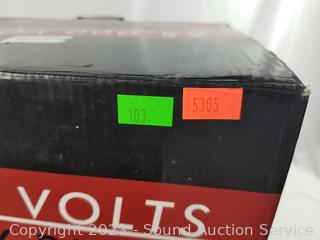 103.
5305
VOLTS
Copyright 2023 - Sound Auction Service